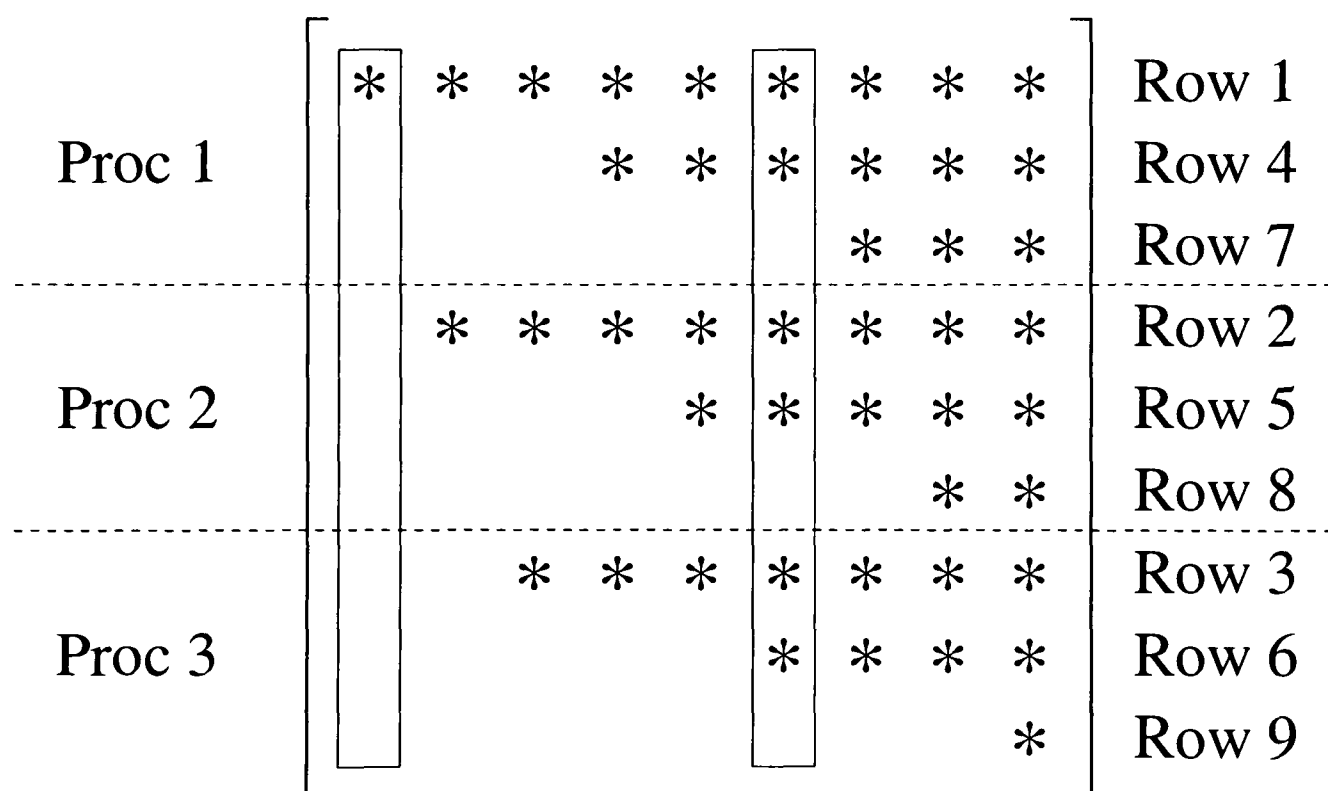 * * * * * * * * * Row 1
Proc 1 * * * * * * Row 4
* * * Row 7
* * * * * * * * Row 2
Proc 2 * * * * * Row 5
* * Row 8
* * * * * * * Row 3
Proc 3 * * * * Row 6
* Row 9